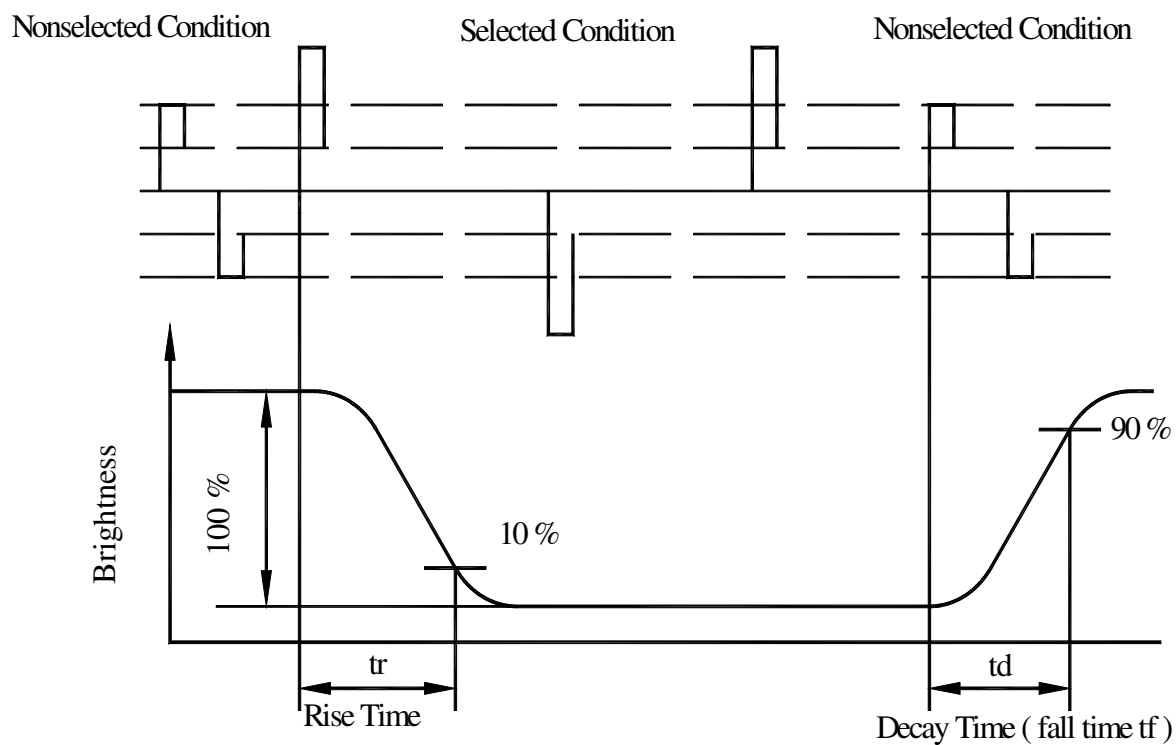 Nonselected Condition
Selected Condition
Nonselected Condition
Brightness
100 %
10 %
90 %
tr
Rise Time
td
Decay Time ( fall time tf )